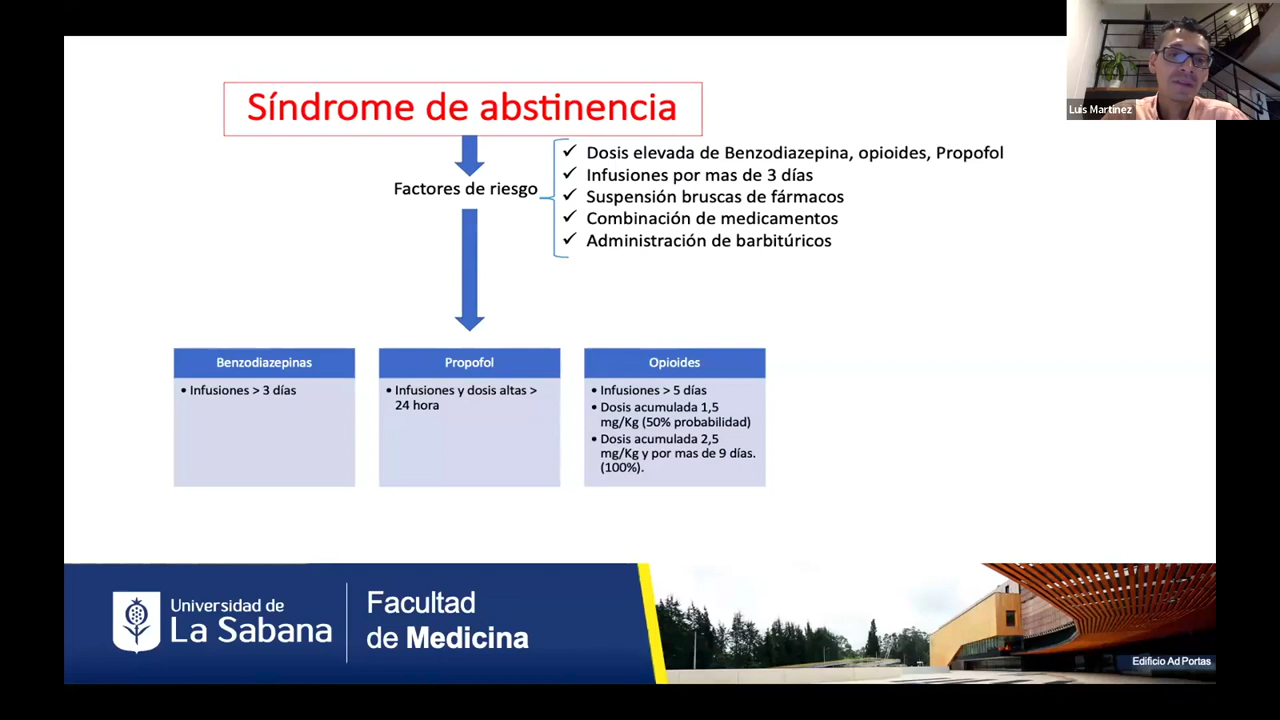 Síndrome de abstinencia
Luis Martínez
Factores de riesgo
✓ Dosis elevada de Benzodiazepina, opioides, Propofol
✓ Infusiones por mas de 3 días
✓ Suspensión bruscas de fármacos
✓ Combinación de medicamentos
✓ Administración de barbitúricos
Benzodiazepinas
• Infusiones > 3 días
Propofol
• Infusiones y dosis altas >
24 hora
Opioides
• Infusiones > 5 días
• Dosis acumulada 1,5
mg/Kg (50% probabilidad)
• Dosis acumulada 2,5
mg/Kg y por mas de 9 días.
(100%).
Universidad de
La Sabana
Facultad
de Medicina
Edificio Ad Portas